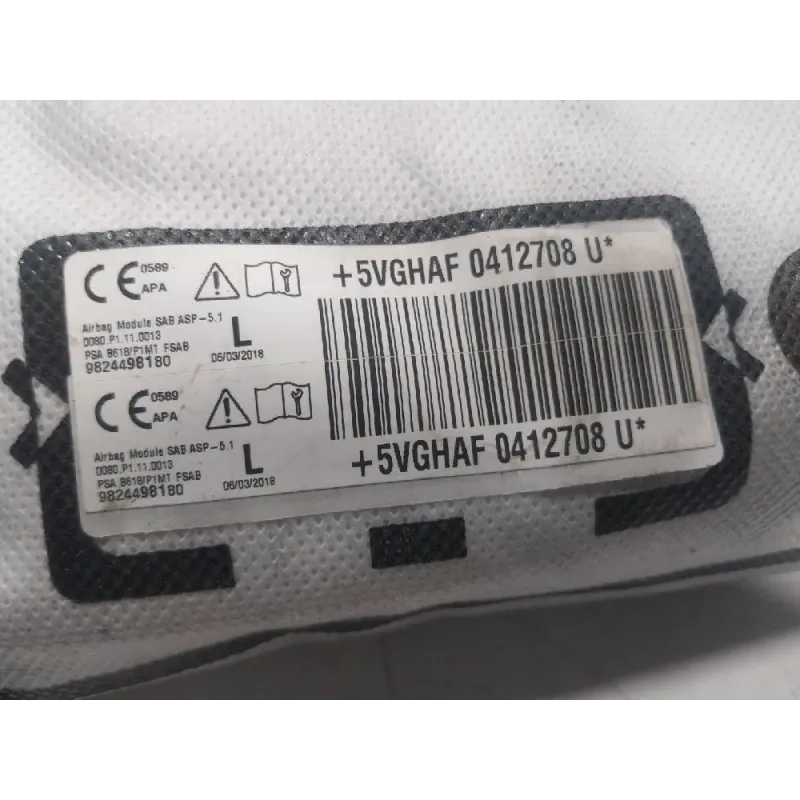 CE 0589
APA
Airbag Module SAB ASP-5.1
0080.P1.11.0013
PSA B618/P1MT FSAB
9824498180
L
06/03/2018
+5VGHAF 0412708 U*
CE 0589
APA
Airbag Module SAB ASP-5.1
0080.P1.11.0013
PSA B618/P1MT FSAB
9824498180
L
06/03/2018
+5VGHAF 0412708 U*